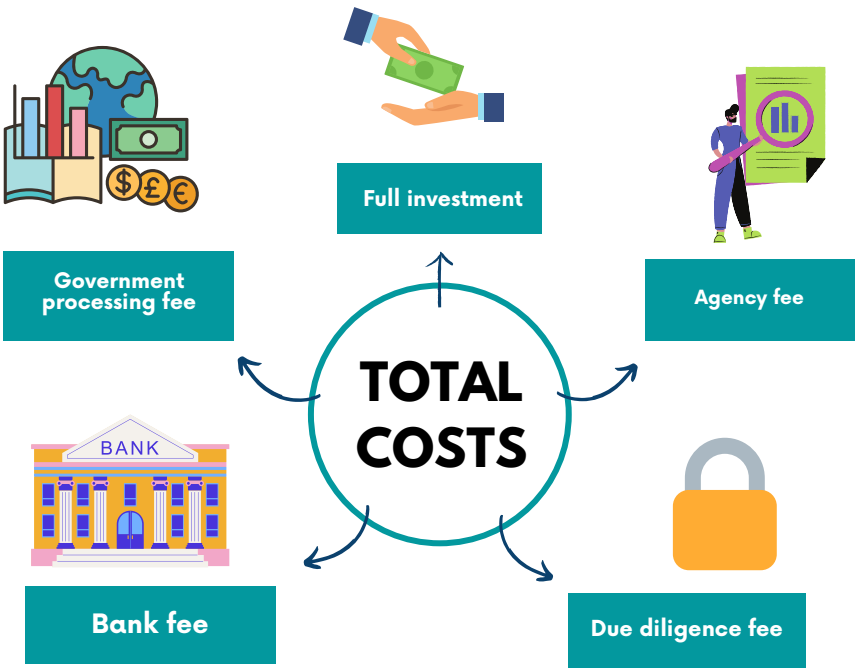 Full investment
Government
processing fee
Agency fee
TOTAL
COSTS
$
£
€
BANK
Bank fee
Due diligence fee